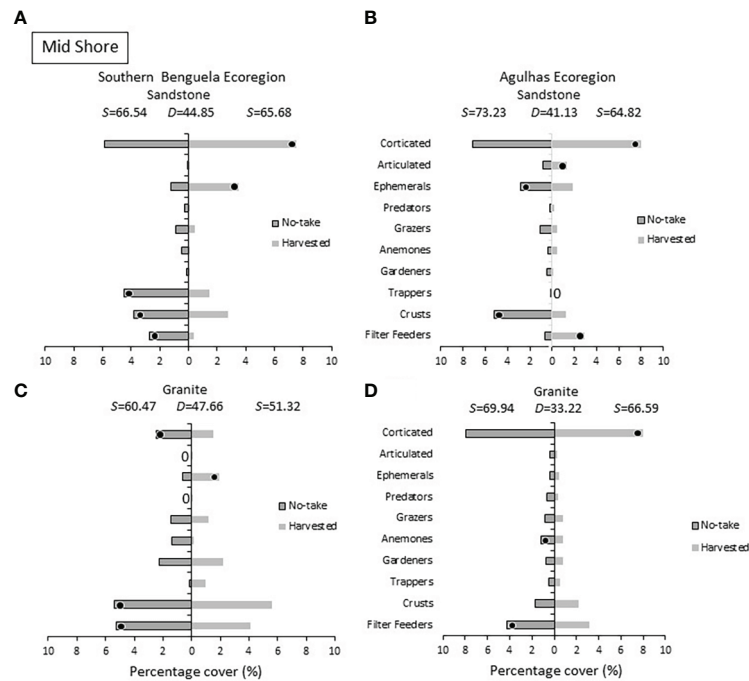 A
B
Mid Shore
Southern Benguela Ecoregion
Sandstone
S=66.54 D=44.85 S=65.68
Agulhas Ecoregion
Sandstone
S=73.23 D=41.13 S=64.82
Corticated
Articulated
Ephemerals
Predators
Grazers
Anemones
Gardeners
Trappers
0
Crusts
Filter Feeders
No-take
Harvested
No-take
Harvested
10 8 6 4 2 0 2 4 6 8 10
10 8 6 4 2 0 2 4 6 8 10
C
D
Granite
S=60.47 D=47.66 S=51.32
Granite
S=69.94 D=33.22 S=66.59
0
0
Corticated
Articulated
Ephemerals
Predators
Grazers
Anemones
Gardeners
Trappers
Crusts
Filter Feeders
No-take
Harvested
No-take
Harvested
10 8 6 4 2 0 2 4 6 8 10
10 8 6 4 2 0 2 4 6 8 10
Percentage cover (%)
Percentage cover (%)